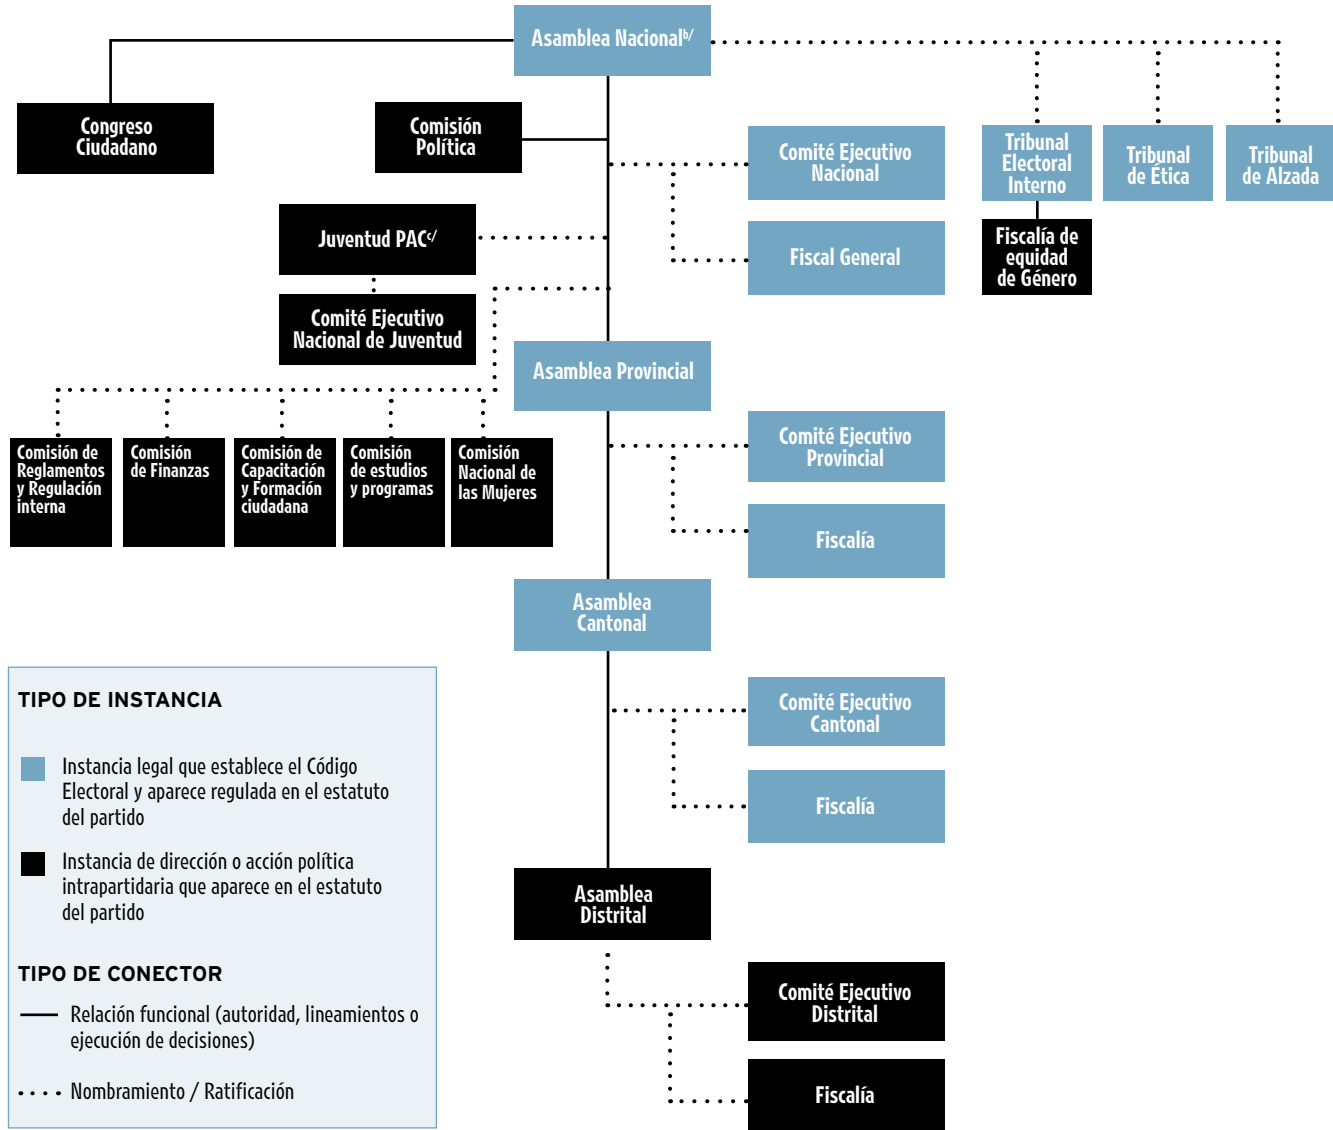 Asamblea Nacionalb/
Congreso
Ciudadano
Comisión
Política
Comité Ejecutivo
Nacional
Tribunal
Electoral
Interno
Tribunal
de Ética
Tribunal
de Alzada
Juventud PACc/
Fiscal General
Fiscalía de
equidad
de Género
Comité Ejecutivo
Nacional de Juventud
Asamblea Provincial
Comisión de
Reglamentos
y Regulación
interna
Comisión
de Finanzas
Comisión de
Capacitación
y Formación
ciudadana
Comisión
de estudios
y programas
Comisión
Nacional de
las Mujeres
Comité Ejecutivo
Provincial
Fiscalía
Asamblea
Cantonal
Comité Ejecutivo
Cantonal
Fiscalía
Asamblea
Distrital
Comité Ejecutivo
Distrital
Fiscalía
TIPO DE INSTANCIA
Instancia legal que establece el Código
Electoral y aparece regulada en el estatuto
del partido
Instancia de dirección o acción política
intrapartidaria que aparece en el estatuto
del partido
TIPO DE CONECTOR
Relación funcional (autoridad, lineamientos o
ejecución de decisiones)
Nombramiento / Ratificación